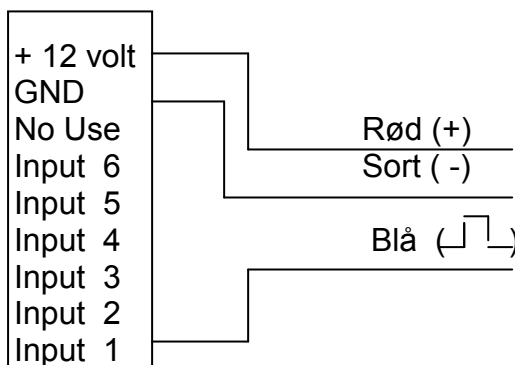 + 12 volt
GND
No Use
Input 6
Input 5
Input 4
Input 3
Input 2
Input 1
Rød (+)
Sort ( -)
Blå ( )